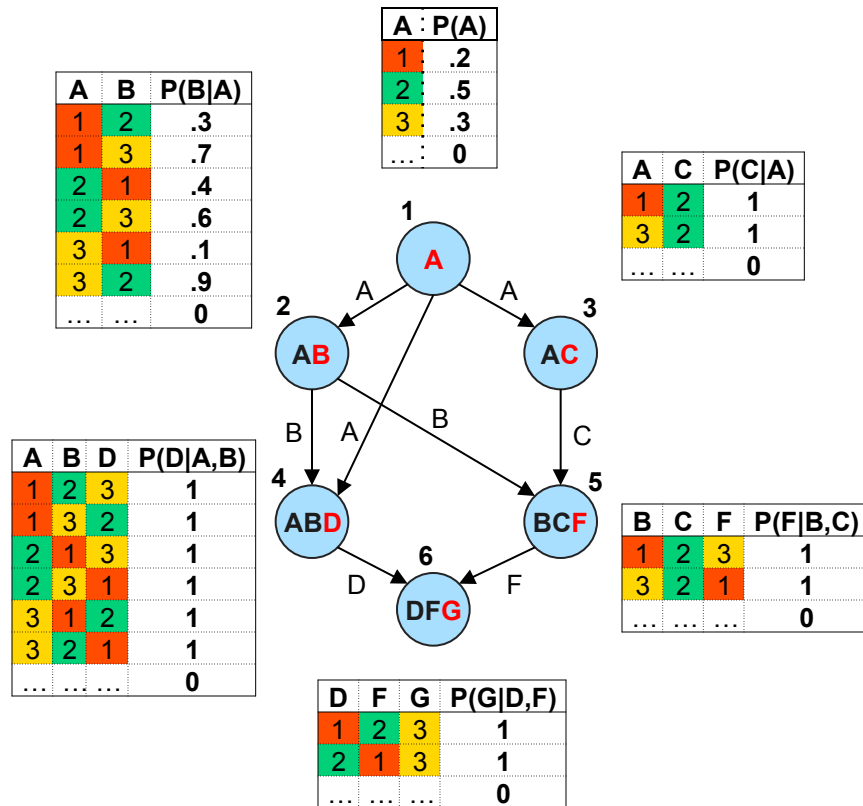 A P(A)
1 .2
2 .5
3 .3
... 0
A B P(B|A)
1 2 .3
1 3 .7
2 1 .4
2 3 .6
3 1 .1
3 2 .9
... ... 0
A C P(C|A)
1 2 1
3 2 1
... ... 0
1
A
A A
2
AB
3
AC
B A B C
4
ABD
5
BCF
D F
6
DFG
A B D P(D|A,B)
1 2 3 1
1 3 2 1
2 1 3 1
2 3 1 1
3 1 2 1
3 2 1 1
... ... ... 0
B C F P(F|B,C)
1 2 3 1
3 2 1 1
... ... ... 0
D F G P(G|D,F)
1 2 3 1
2 1 3 1
... ... ... 0